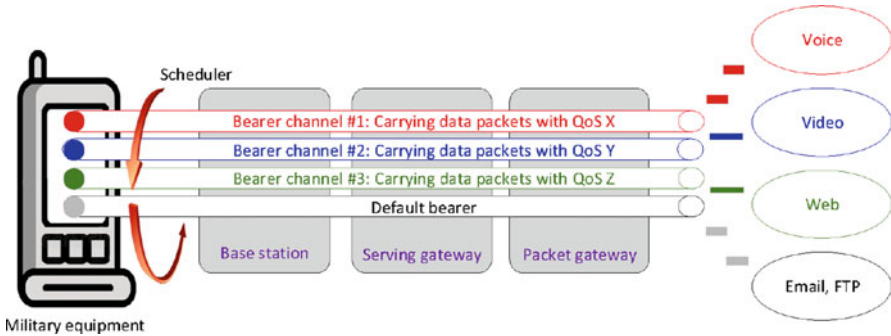 Scheduler
Voice
Bearer channel #1: Carrying data packets with QoS X
Video
Bearer channel #2: Carrying data packets with QoS Y
Bearer channel #3: Carrying data packets with QoS Z
Web
Default bearer
Base station
Serving gateway
Packet gateway
Email, FTP
Military equipment